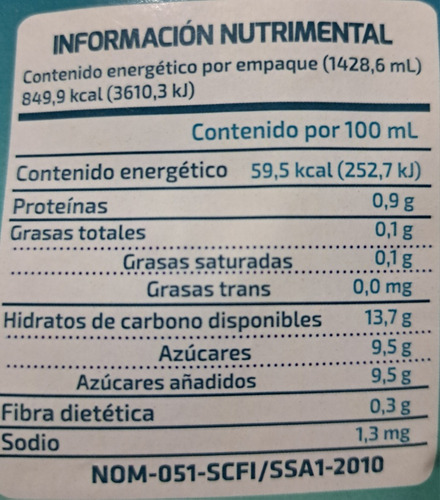 INFORMACIÓN NUTRIMENTAL
Contenido energético por empaque (1428,6 mL)
849,9 kcal (3610,3 kJ)
Contenido por 100 mL
Contenido energético 59,5 kcal (252,7 kJ)
Proteínas 0,9 g
Grasas totales 0,1 g
Grasas saturadas 0,1 g
Grasas trans 0,0 mg
Hidratos de carbono disponibles 13,7 g
Azúcares 9,5 g
Azúcares añadidos 9,5 g
Fibra dietética 0,3 g
Sodio 1,3 mg
NOM-051-SCFI/SSA1-2010